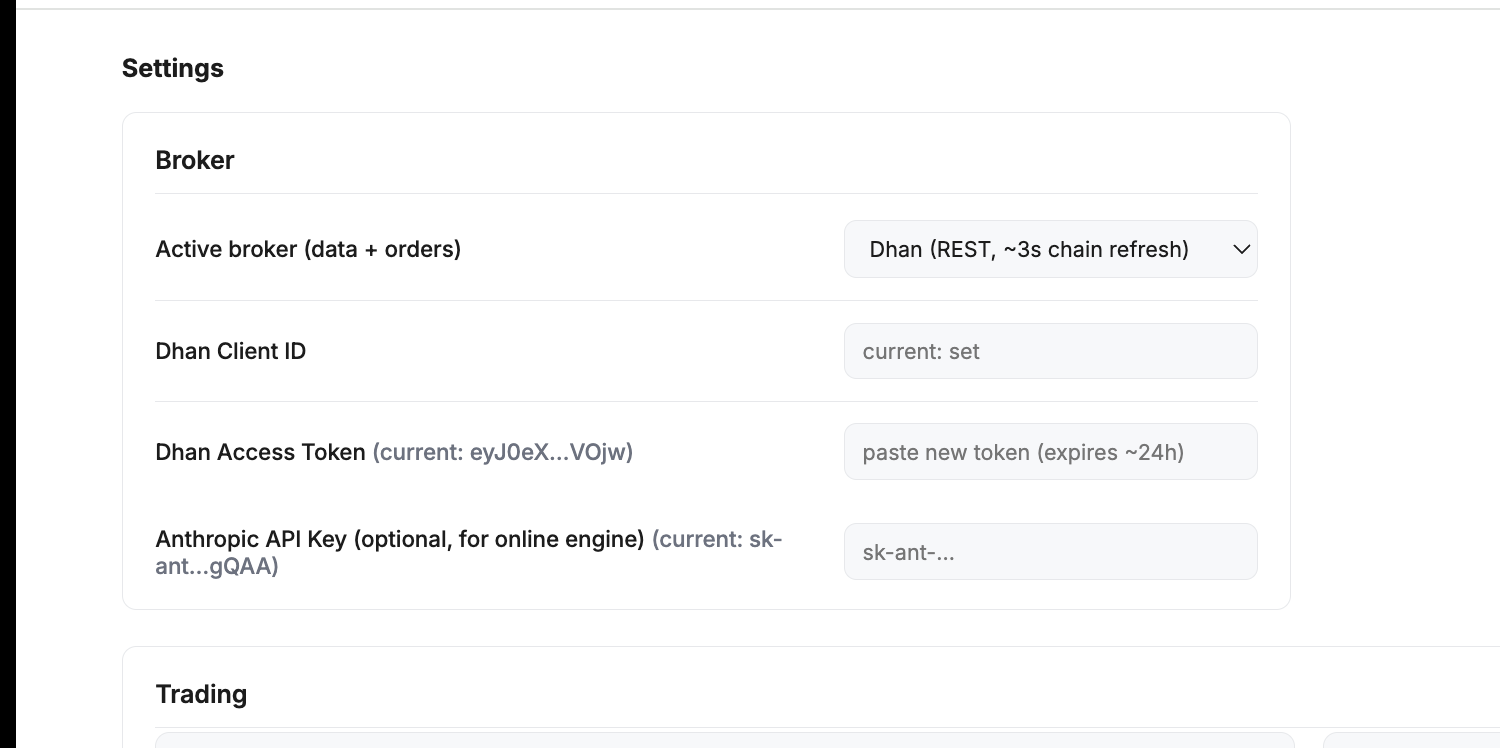 Settings
Broker
Active broker (data + orders)
Dhan (REST, ~3s chain refresh)
Dhan Client ID
current: set
Dhan Access Token (current: eyJ0eX...VOjw)
paste new token (expires ~24h)
Anthropic API Key (optional, for online engine) (current: sk-
ant...gQAA)
sk-ant-...
Trading